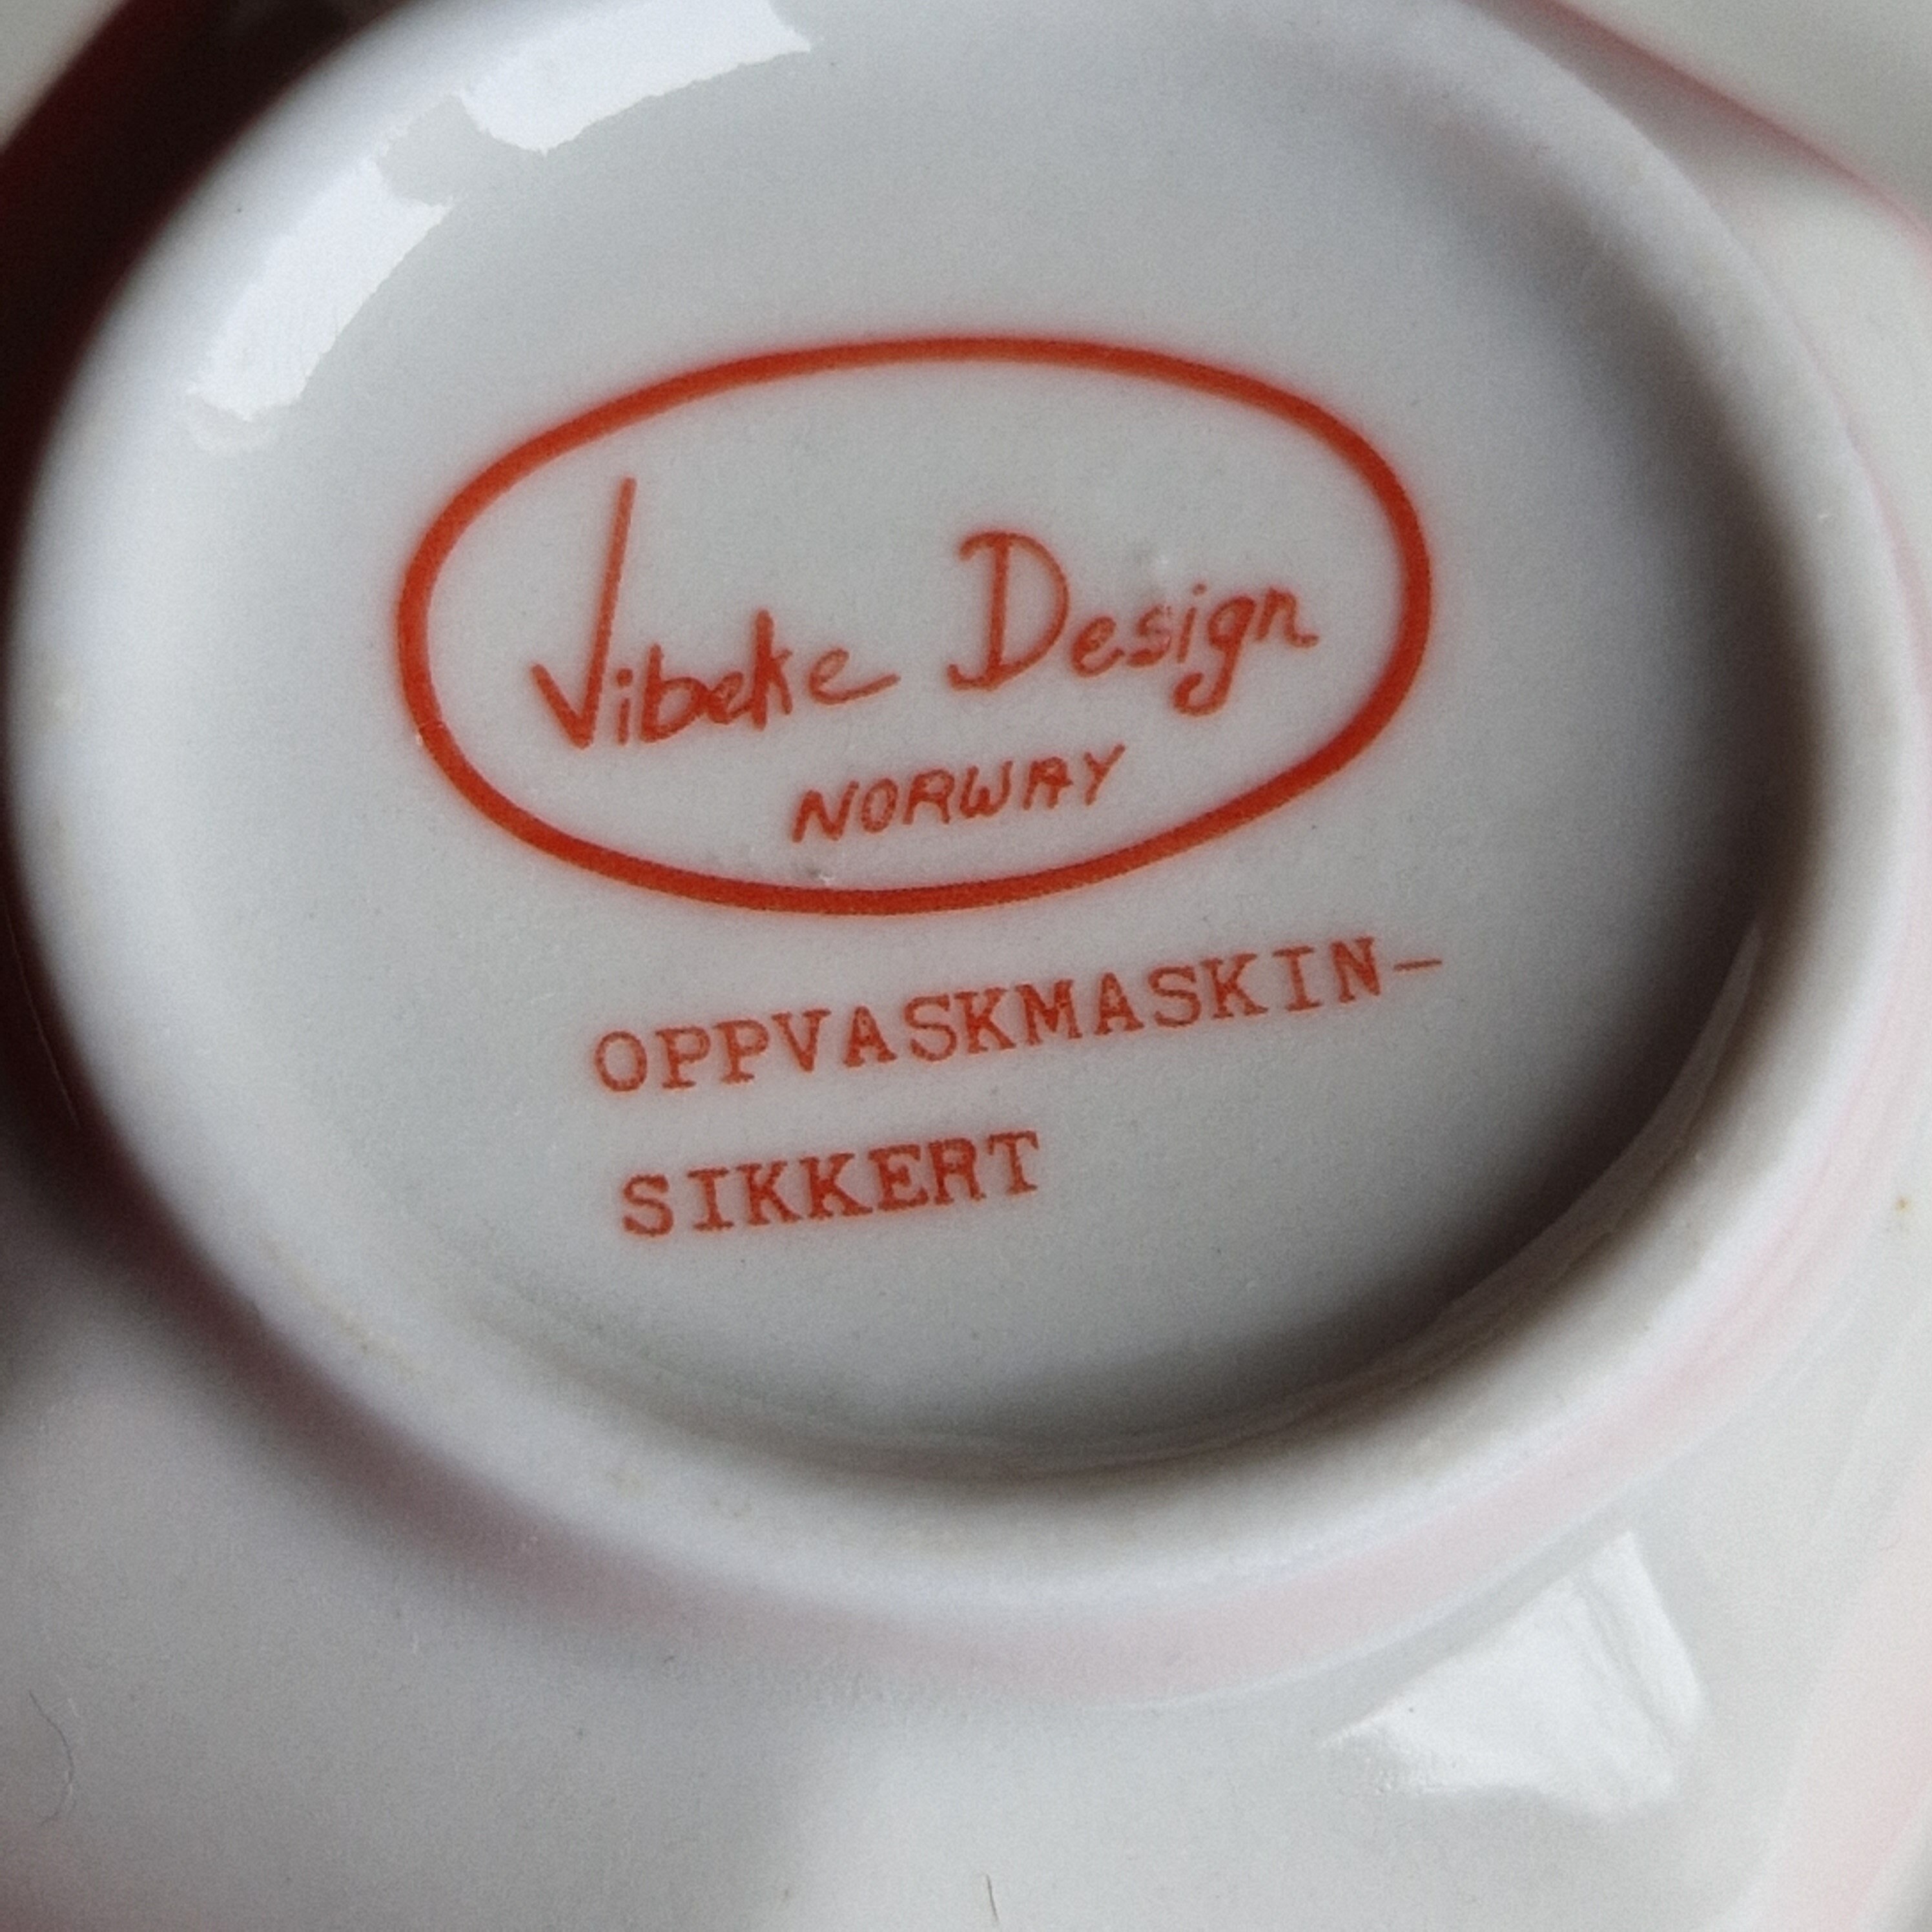 Vibeke Design
NORWAY
OPPVASKMASKIN-
SIKKERT